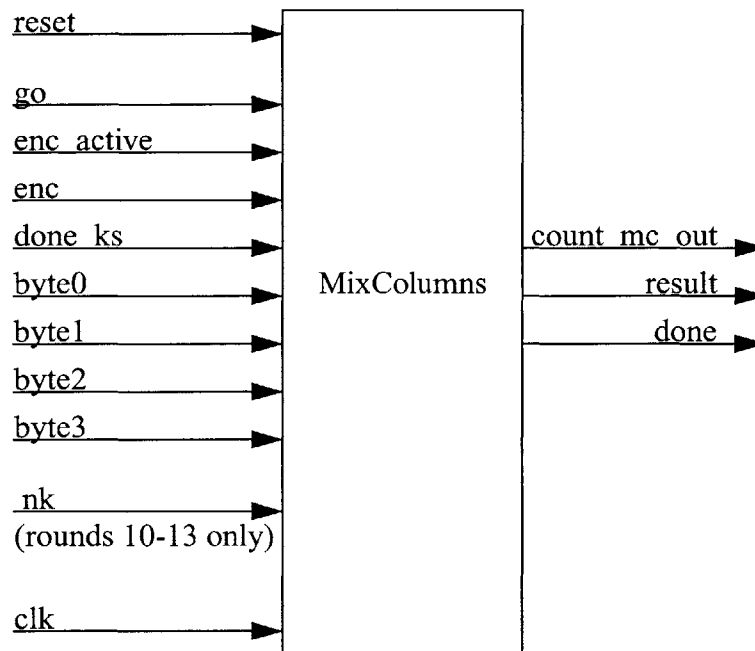 reset
go
enc_active
enc
done_ks
byte0
byte1
byte2
byte3
nk
(rounds 10-13 only)
clk
MixColumns
count_mc_out
result
done